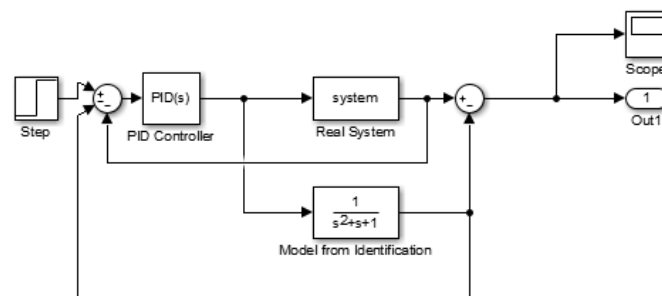 Step
PID(s)
PID Controller
system
Real System
1
s²+s+1
Model from Identification
Scope
1
Out1